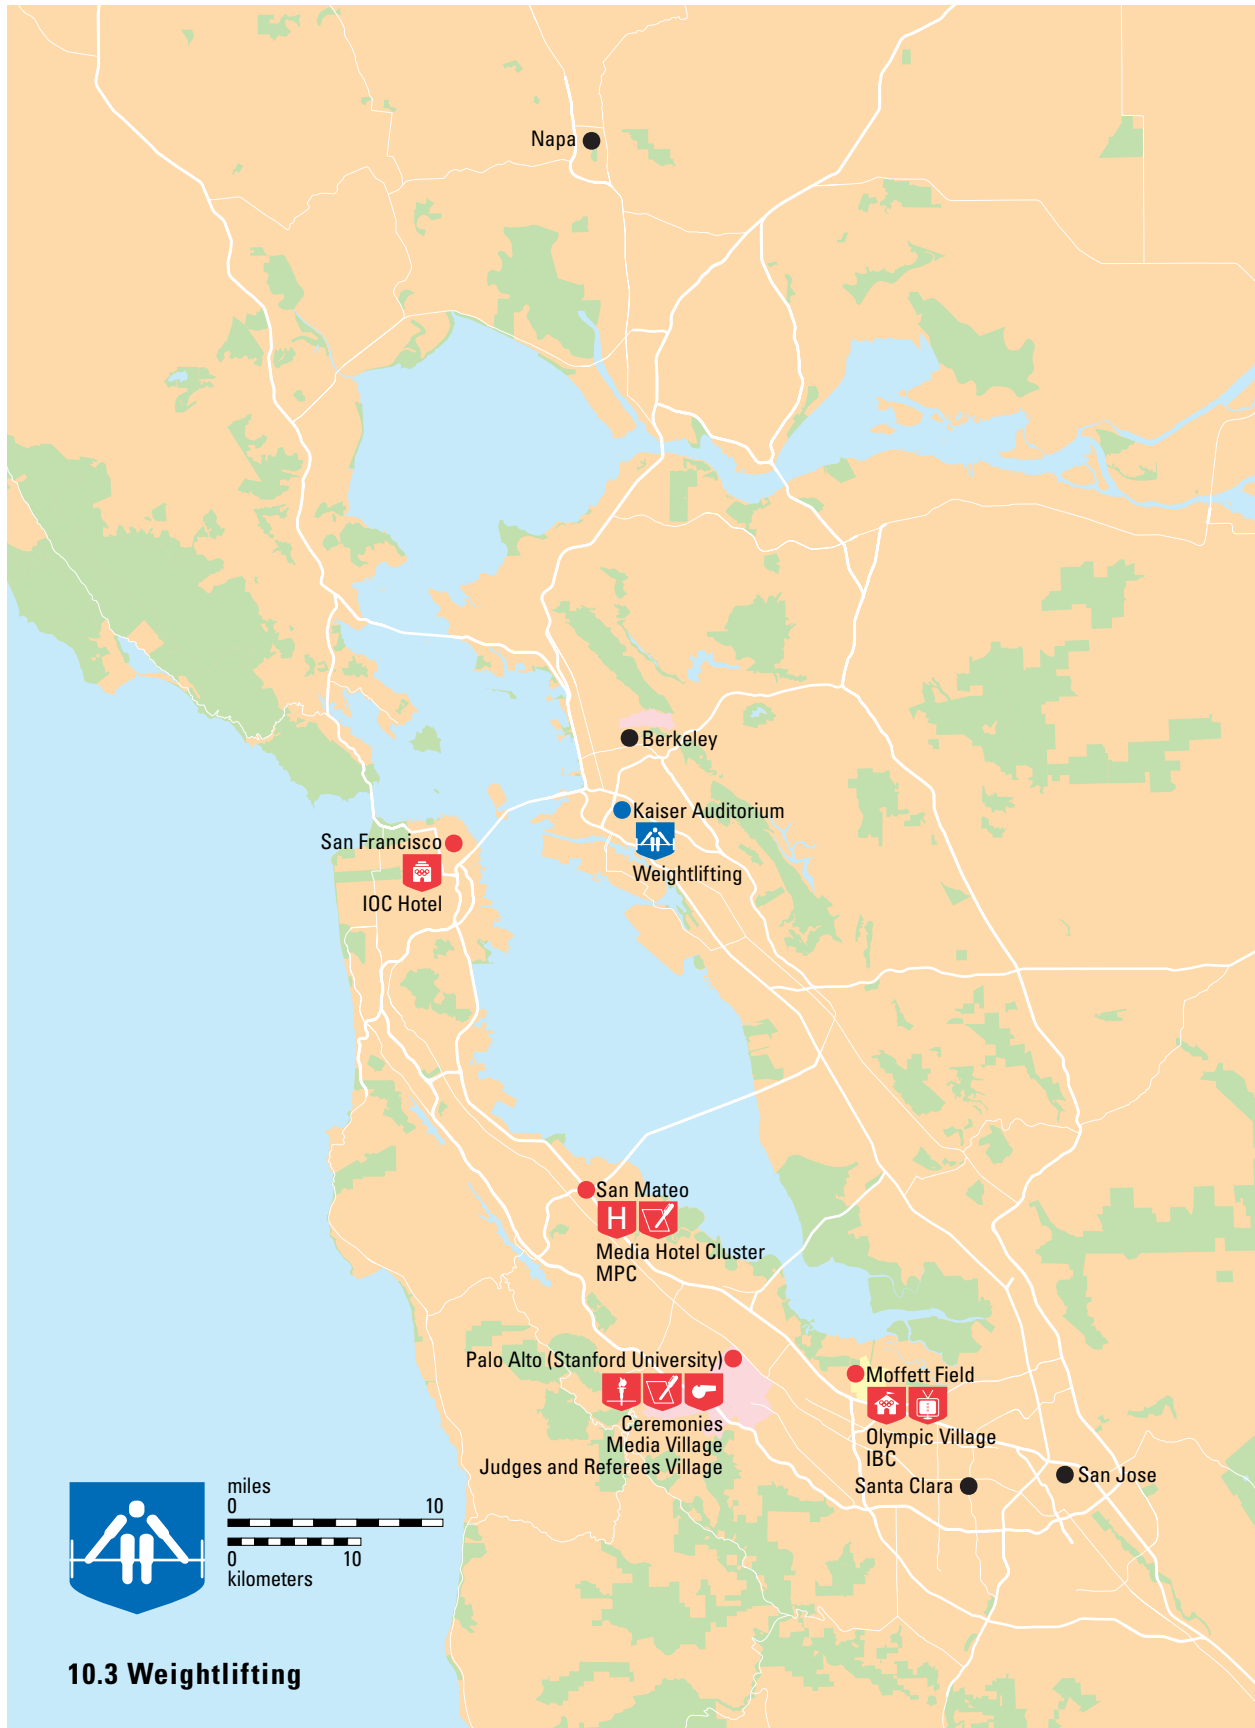 Napa
Berkeley
Kaiser Auditorium
Weightlifting
San Francisco
IOC Hotel
San Mateo
H
Media Hotel Cluster
MPC
Palo Alto (Stanford University)
Ceremonies
Media Village
Judges and Referees Village
Moffett Field
Olympic Village
IBC
Santa Clara
San Jose
miles
0 10
0 10
kilometers
10.3 Weightlifting